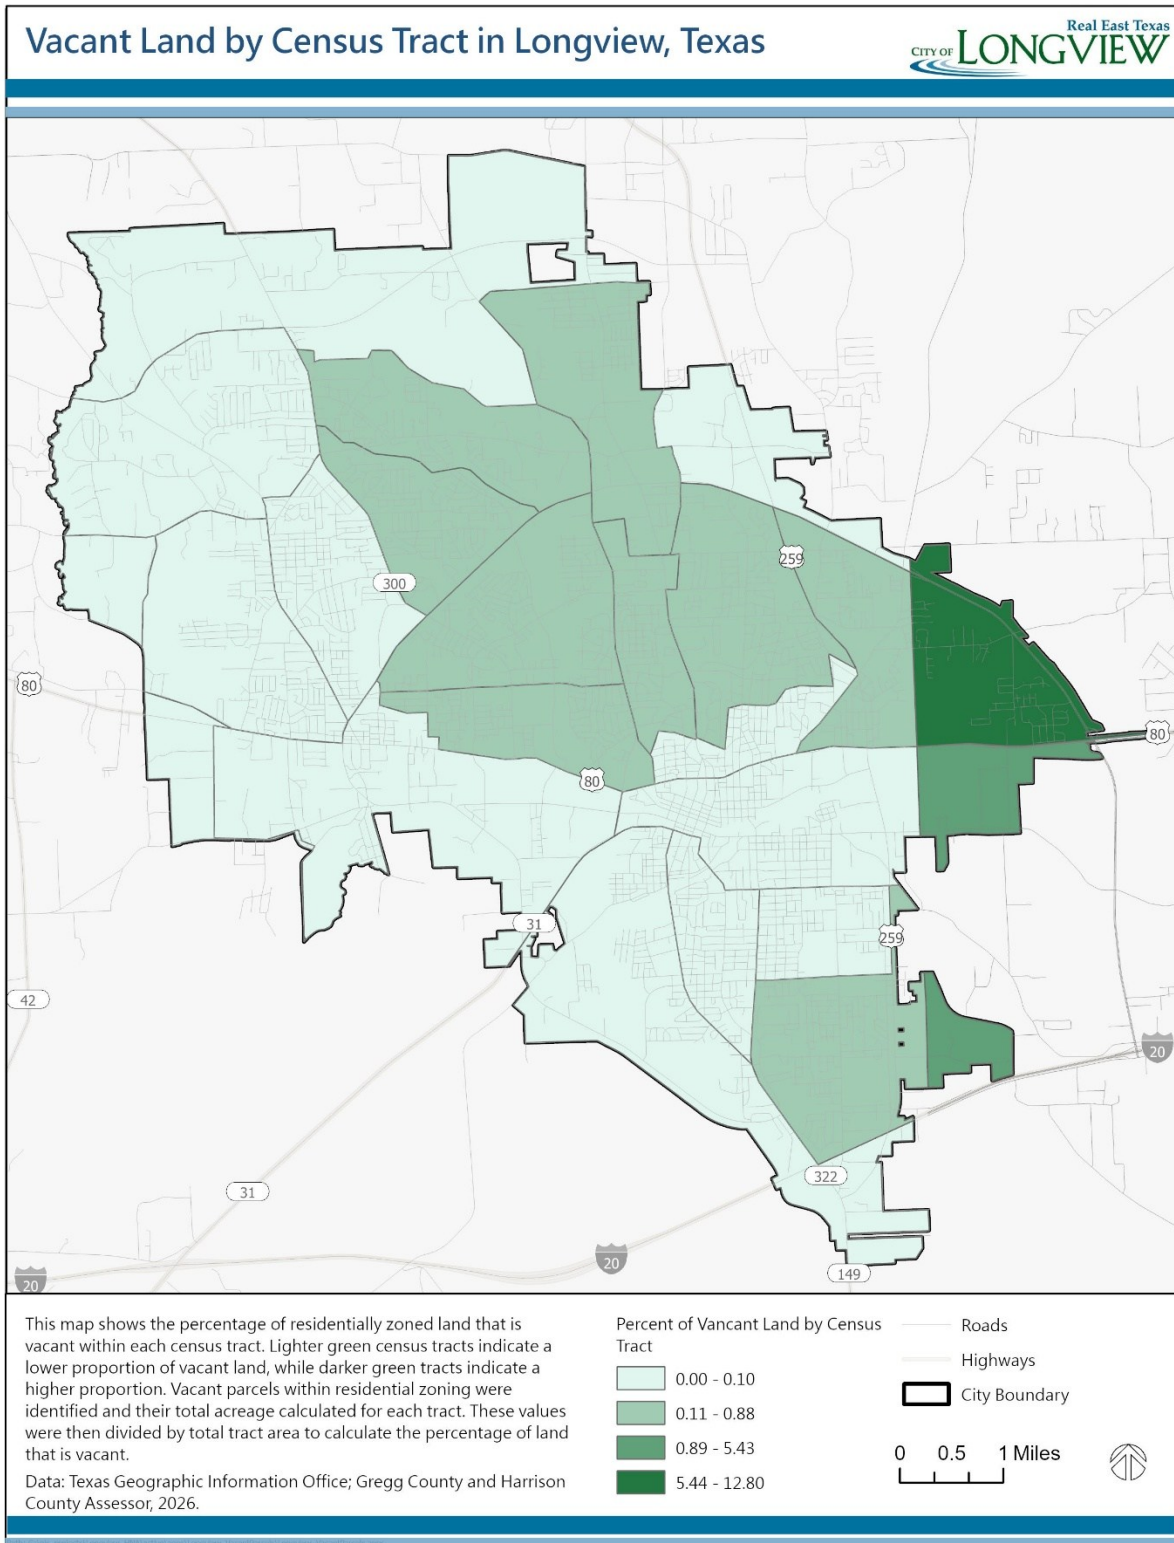 Vacant Land by Census Tract in Longview, Texas
Real East Texas
CITY OF LONGVIEW
300
259
80
80
80
31
259
42
20
322
31
20
20
149
This map shows the percentage of residentially zoned land that is
vacant within each census tract. Lighter green census tracts indicate a
lower proportion of vacant land, while darker green tracts indicate a
higher proportion. Vacant parcels within residential zoning were
identified and their total acreage calculated for each tract. These values
were then divided by total tract area to calculate the percentage of land
that is vacant.
Data: Texas Geographic Information Office; Gregg County and Harrison
County Assessor, 2026.
Percent of Vancant Land by Census
Tract
0.00 - 0.10
0.11 - 0.88
0.89 - 5.43
5.44 - 12.80
Roads
Highways
City Boundary
0 0.5 1 Miles